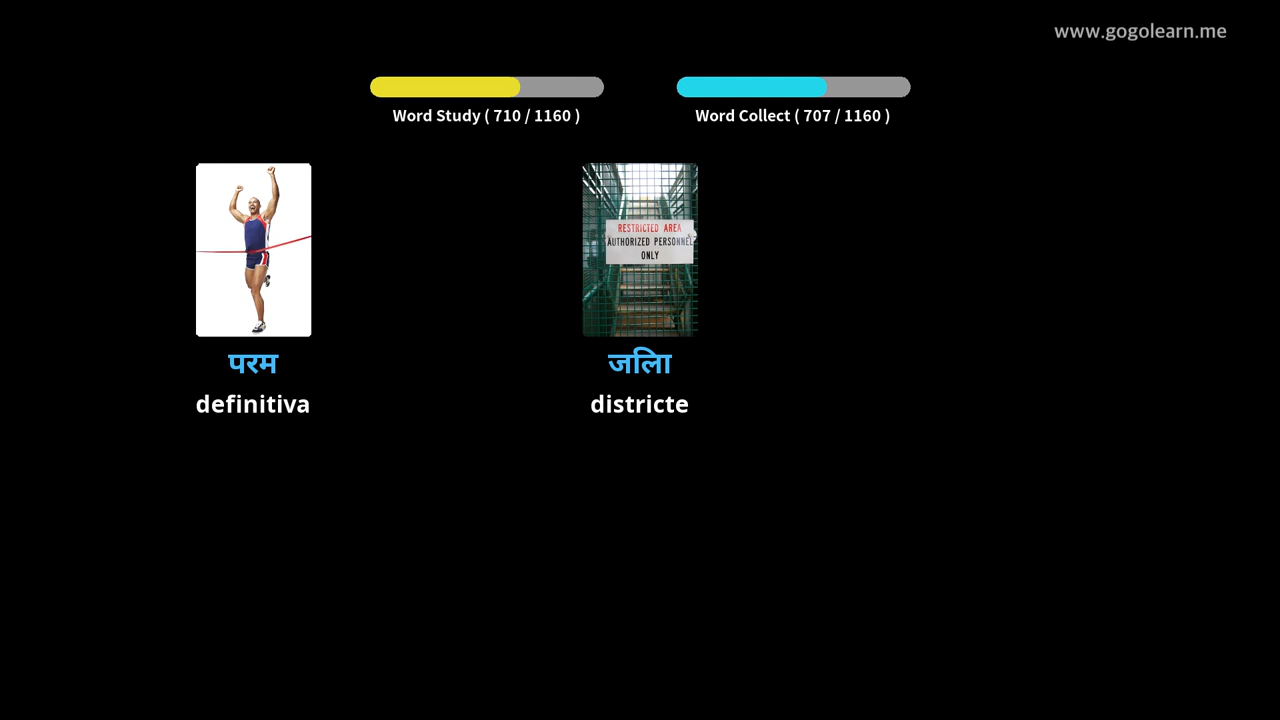 www.gogolearn.me
Word Study ( 710 / 1160 )
Word Collect ( 707 / 1160 )
RESTRICTED AREA
AUTHORIZED PERSONNEL
ONLY
परम
जिला
definitiva
districte